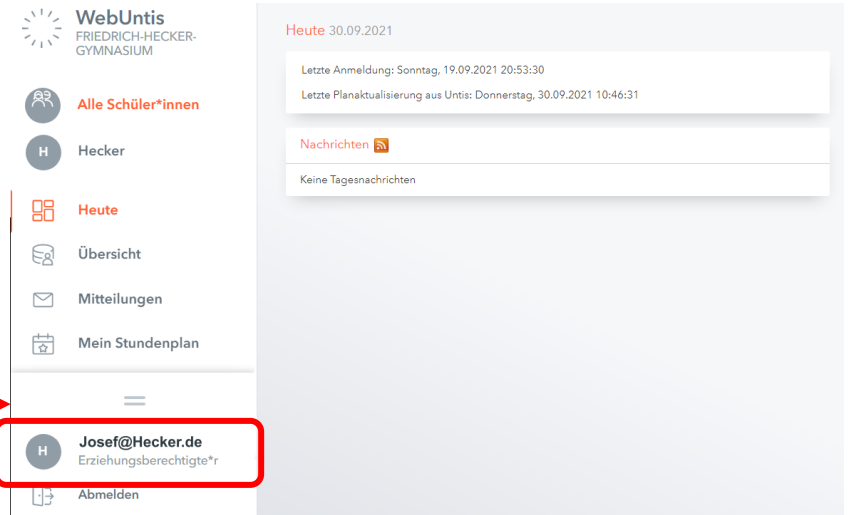 WebUntis
FRIEDRICH-HECKER-
GYMNASIUM
Alle Schüler*innen
H
Hecker
Heute
Übersicht
Mitteilungen
Mein Stundenplan
H
Josef@Hecker.de
Erziehungsberechtigte*r
Abmelden
Heute 30.09.2021
Letzte Anmeldung: Sonntag, 19.09.2021 20:53:30
Letzte Planaktualisierung aus Untis: Donnerstag, 30.09.2021 10:46:31
Nachrichten
Keine Tagesnachrichten